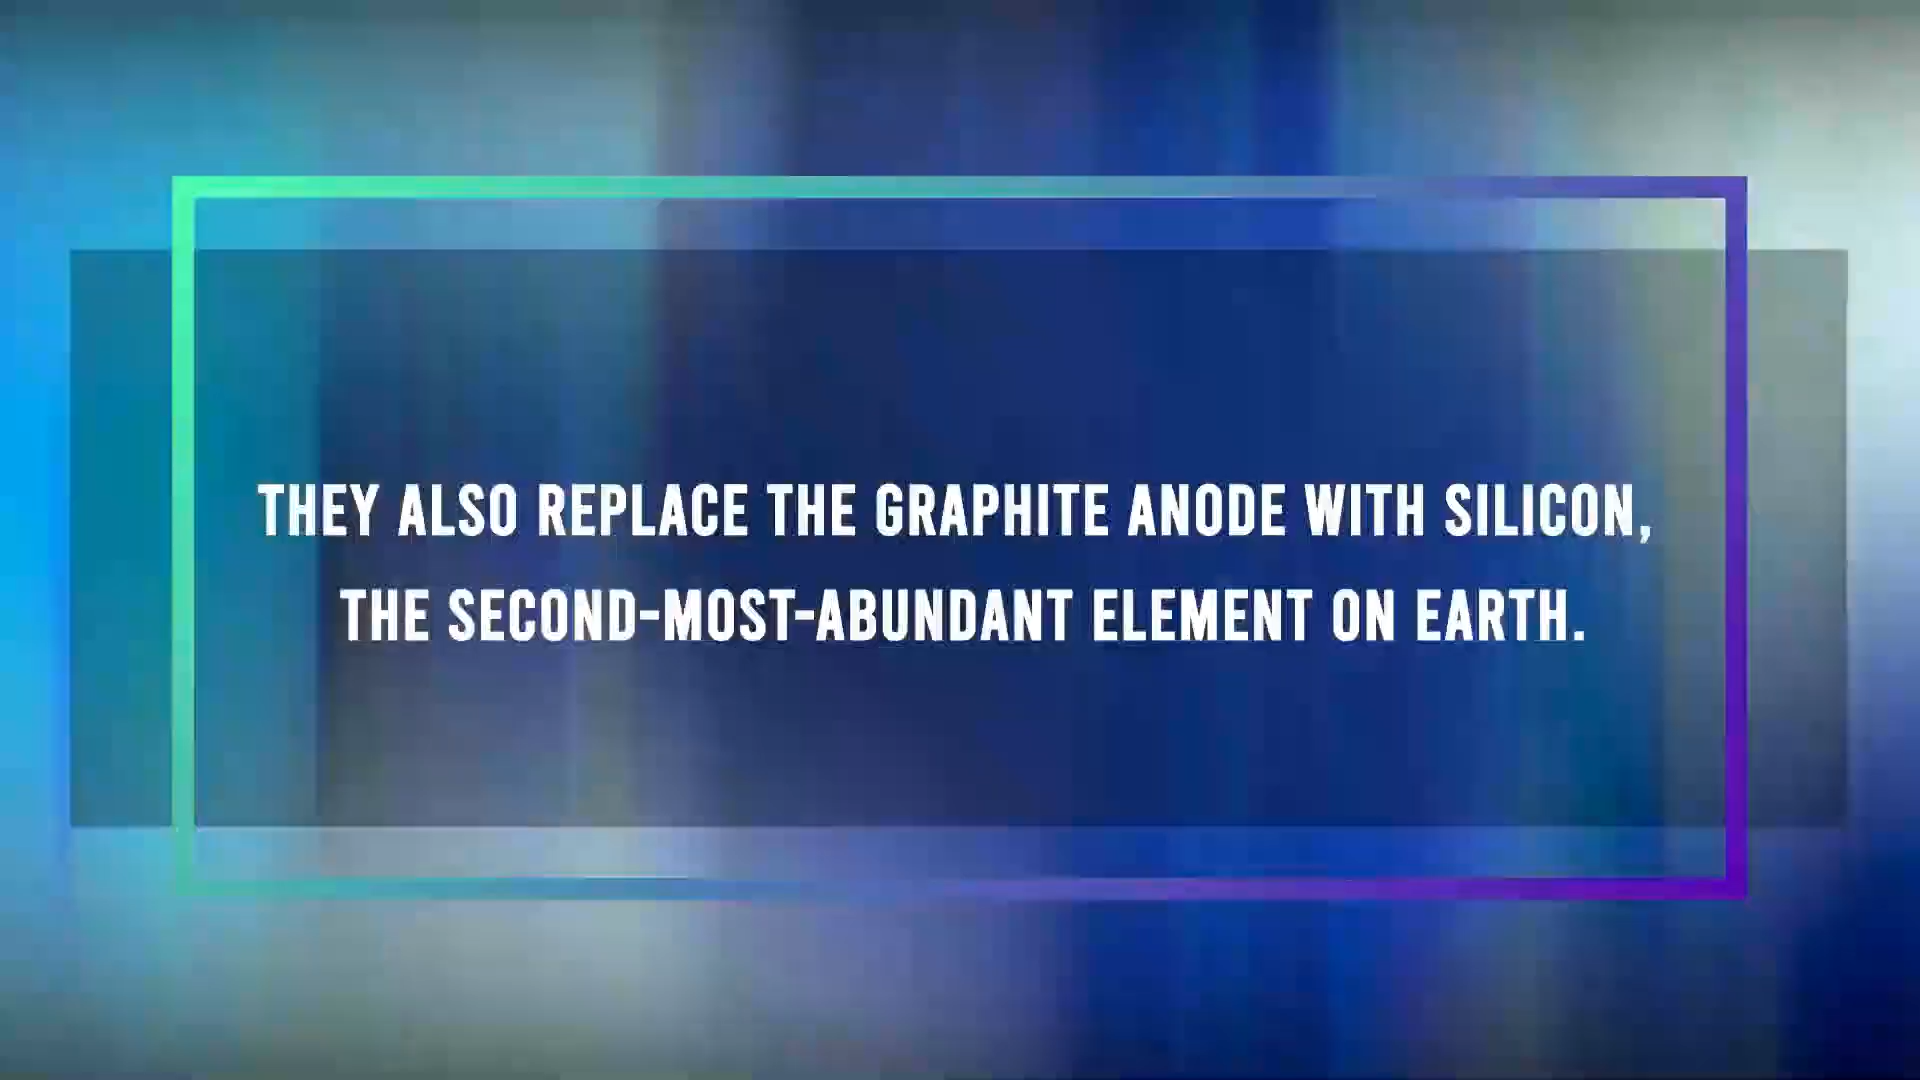 THEY ALSO REPLACE THE GRAPHITE ANODE WITH SILICON,
THE SECOND-MOST-ABUNDANT ELEMENT ON EARTH.